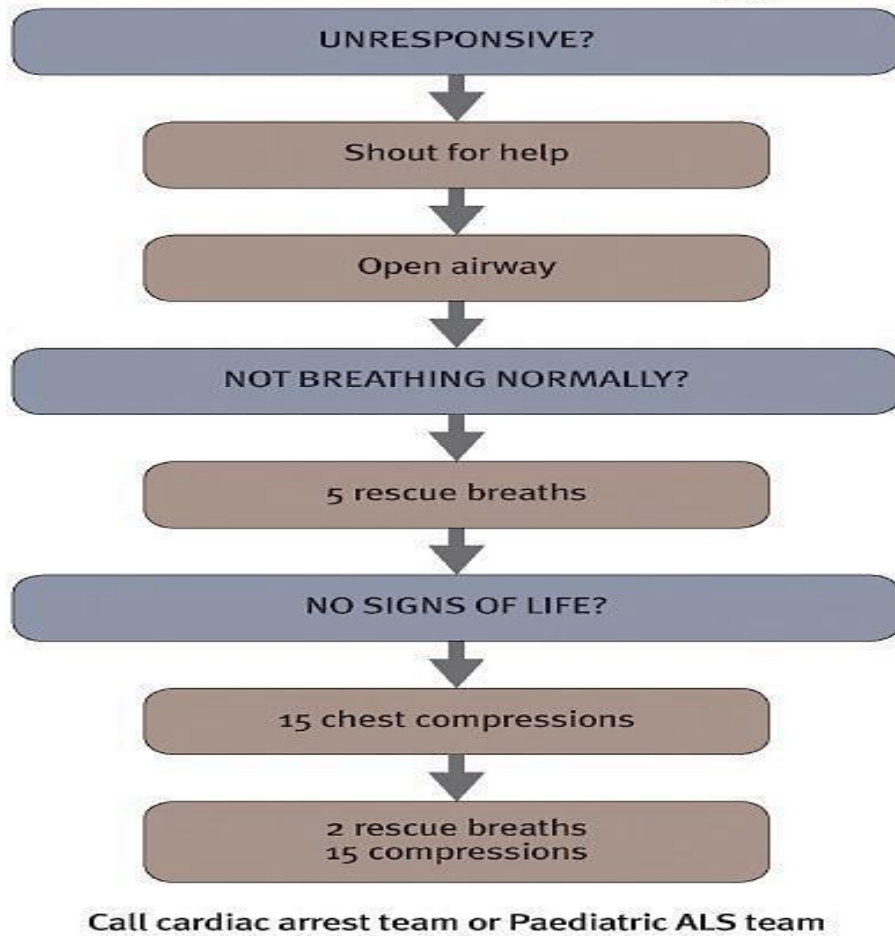 UNRESPONSIVE?
Shout for help
Open airway
NOT BREATHING NORMALLY?
5 rescue breaths
NO SIGNS OF LIFE?
15 chest compressions
2 rescue breaths
15 compressions
Call cardiac arrest team or Paediatric ALS team